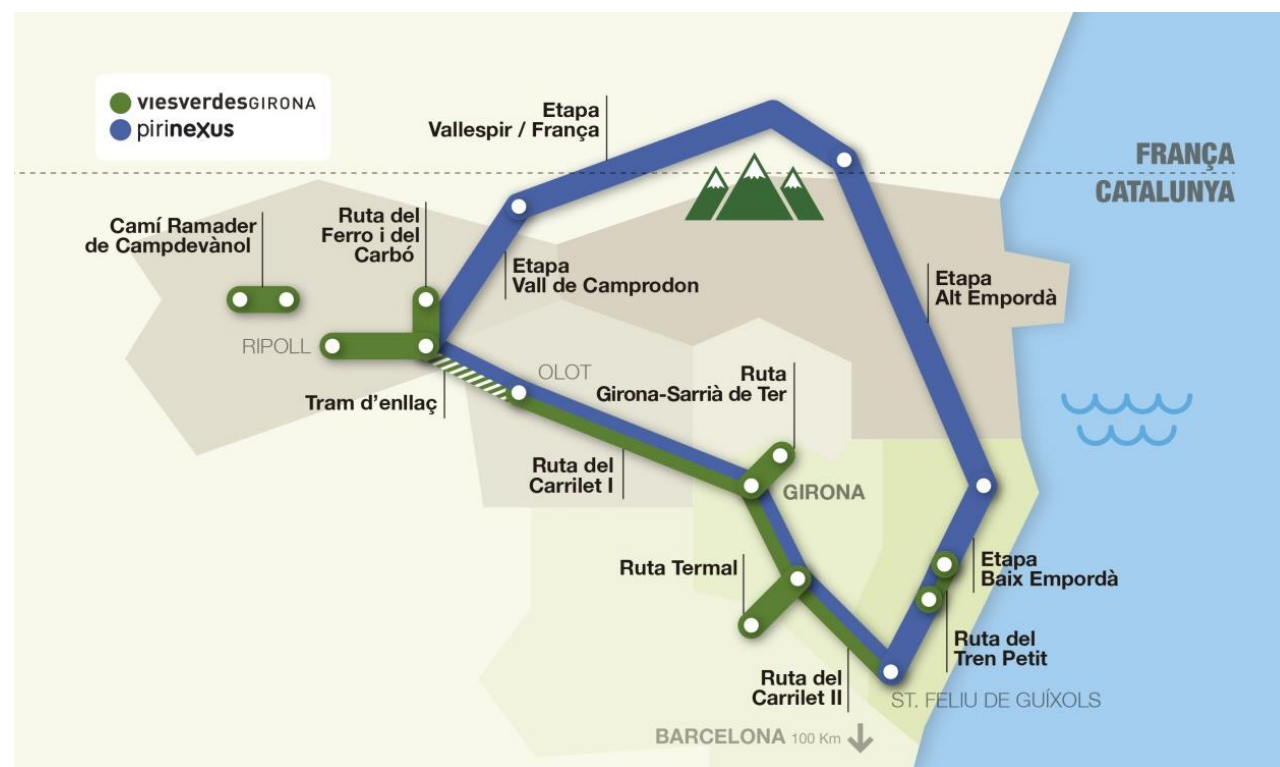 vıesverdesGIRONA
pirinexus
Etapa
Vallespir / França
FRANÇA
CATALUNYA
Camí Ramader
de Campdevànol
Ruta del
Ferro i del
Carbó
Etapa
Vall de Camprodon
Etapa
Alt Empordà
RIPOLL
OLOT
Tram d'enllaç
Ruta
Girona-Sarrià de Ter
Ruta del
Carrilet I
GIRONA
Ruta Termal
Etapa
Baix Empordà
Ruta del
Tren Petit
Ruta del
Carrilet II
ST. FELIU DE GUÍXOLS
BARCELONA 100 Km